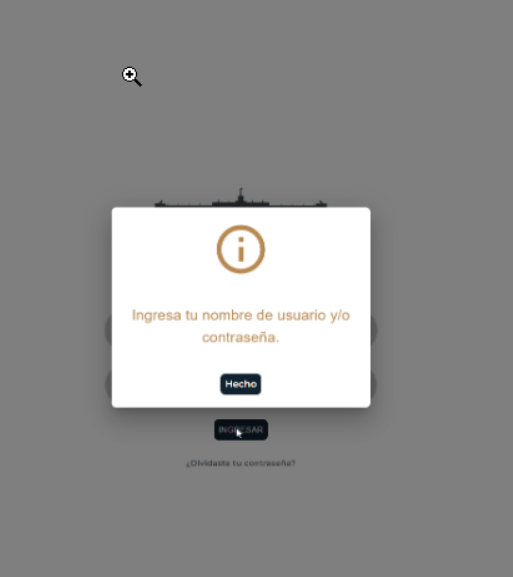 Ingresa tu nombre de usuario y/o
contraseña.
Hecho
INGRESAR
¿Olvidaste tu contraseña?